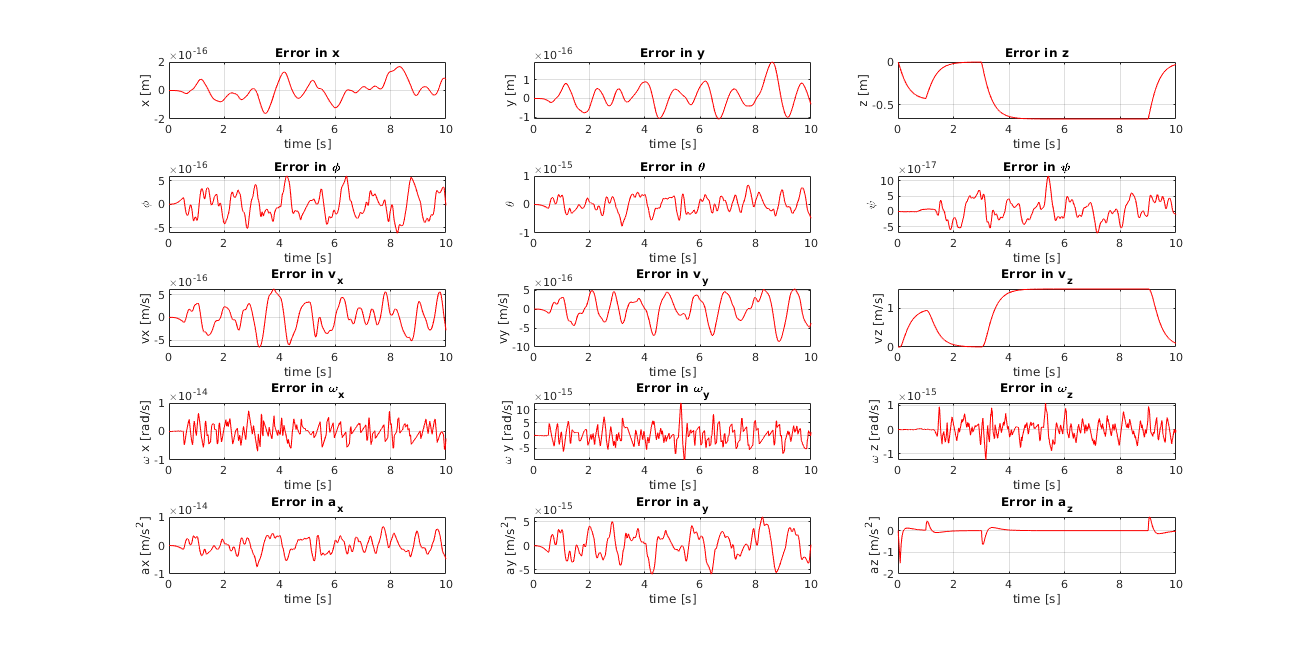 ×10⁻¹⁶ Error in x
x [m]
2
0
-2
0 2 4 6 8 10
time [s]
×10⁻¹⁶ Error in y
y [m]
1
0
-1
0 2 4 6 8 10
time [s]
Error in z
z [m]
0
-0.5
0 2 4 6 8 10
time [s]
×10⁻¹⁶ Error in ϕ
ϕ
5
0
-5
0 2 4 6 8 10
time [s]
×10⁻¹⁵ Error in θ
θ
1
0
-1
0 2 4 6 8 10
time [s]
×10⁻¹⁷ Error in ψ
ψ
10
5
0
-5
0 2 4 6 8 10
time [s]
×10⁻¹⁶ Error in vₓ
vx [m/s]
5
0
-5
0 2 4 6 8 10
time [s]
×10⁻¹⁶ Error in v_y
vy [m/s]
5
0
-5
-10
0 2 4 6 8 10
time [s]
Error in v_z
vz [m/s]
1
0
0 2 4 6 8 10
time [s]
×10⁻¹⁴ Error in ωₓ
ω x [rad/s]
1
0
-1
0 2 4 6 8 10
time [s]
×10⁻¹⁵ Error in ω_y
ω y [rad/s]
10
5
0
-5
0 2 4 6 8 10
time [s]
×10⁻¹⁵ Error in ω_z
ω z [rad/s]
1
0
-1
0 2 4 6 8 10
time [s]
×10⁻¹⁴ Error in aₓ
ax [m/s²]
1
0
-1
0 2 4 6 8 10
time [s]
×10⁻¹⁵ Error in a_y
ay [m/s²]
5
0
-5
0 2 4 6 8 10
time [s]
Error in a_z
az [m/s²]
0
-2
0 2 4 6 8 10
time [s]